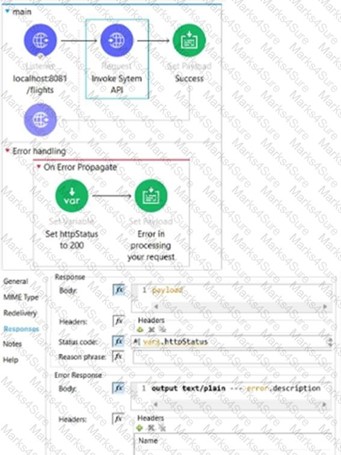 main
Listener Request Set Payload
localhost:8081 Invoke Sytem Success
/flights API
Error handling
On Error Propagate
var
Set Variable Set Payload
Set httpStatus Error in
to 200 processing
your request
General
MIME Type
Redelivery
Responses
Notes
Help
Response
Body: fx 1 payload
Headers: fx Headers
Status code: fx vars.httpStatus
Reason phrase: fx
Error Response
Body: fx 1 output text/plain --- error.description
Headers: fx Headers
Name
Marks4Sure